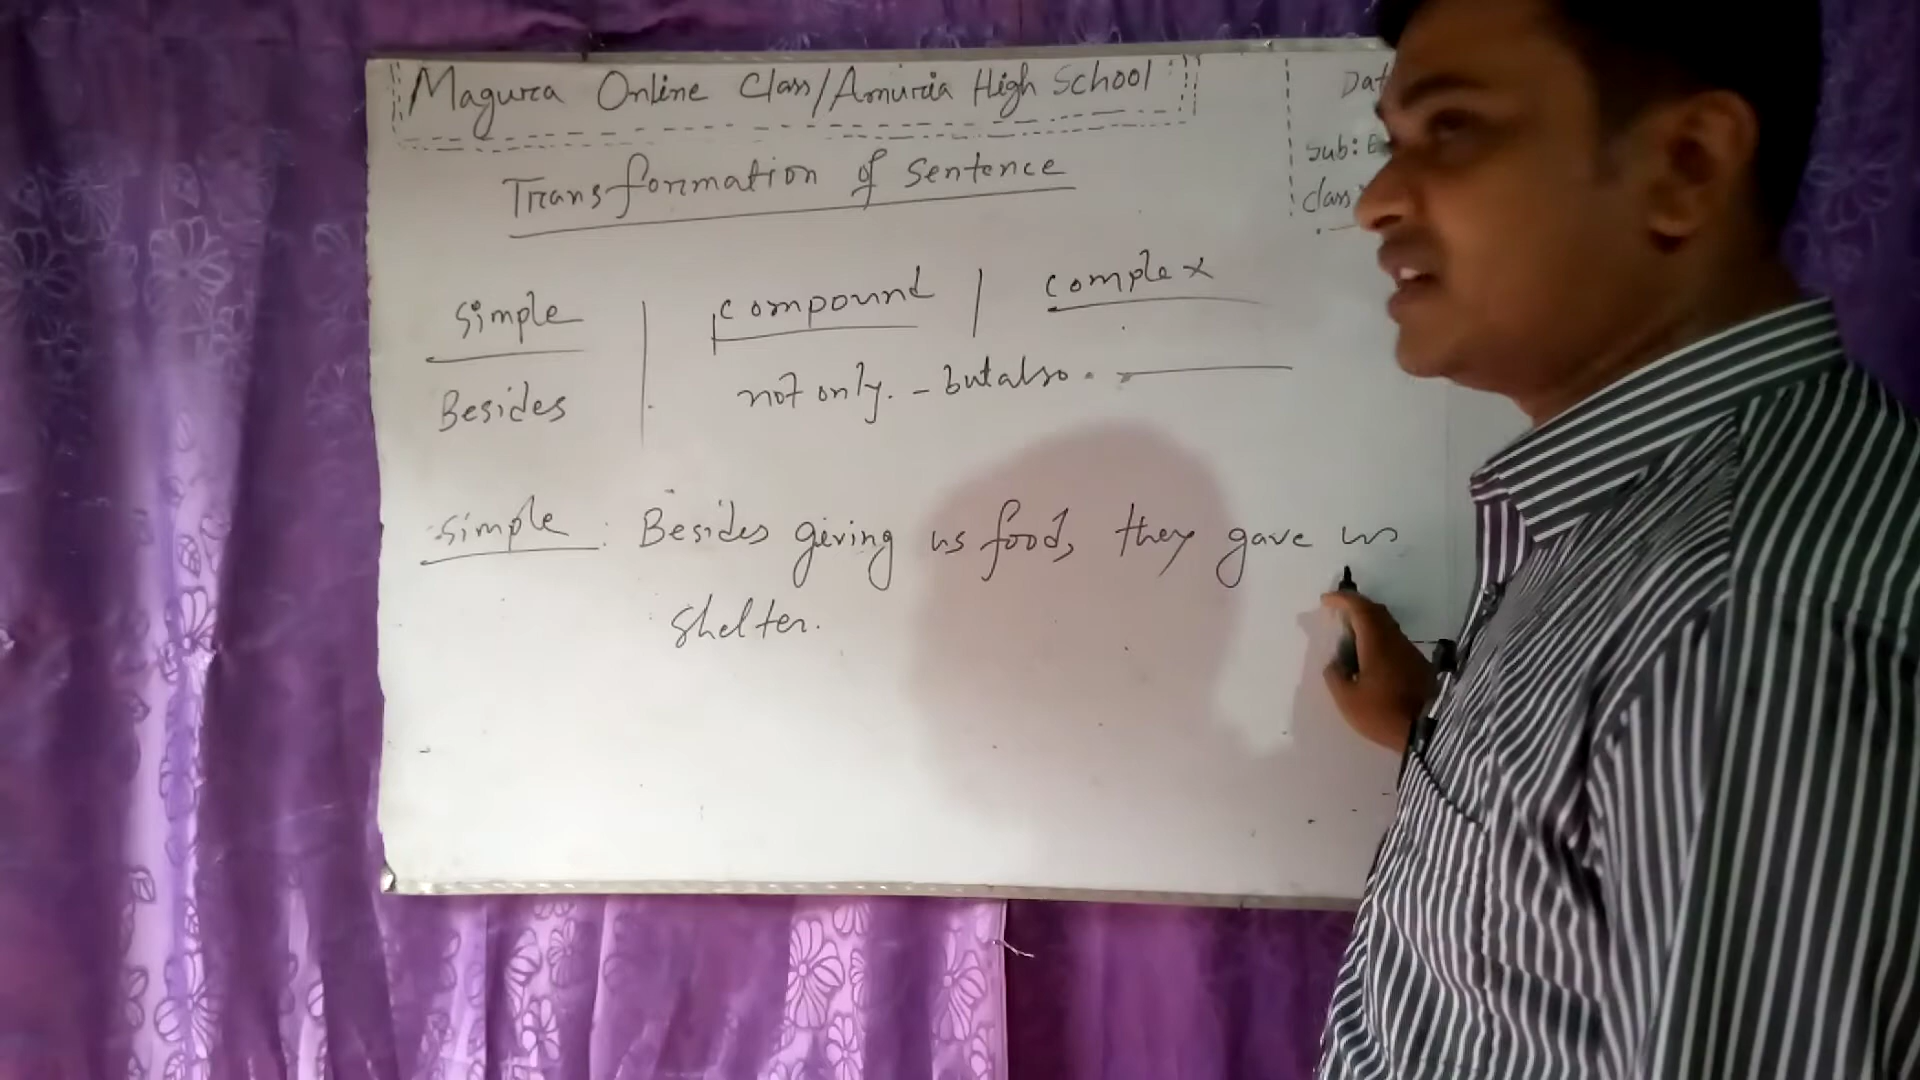 Magura Online Class/Amuria High School
Transformation of Sentence
Sub:
class
Simple | compound | complex
Besides | not only. - but also. ———
Simple : Besides giving us food, they gave us
shelter.